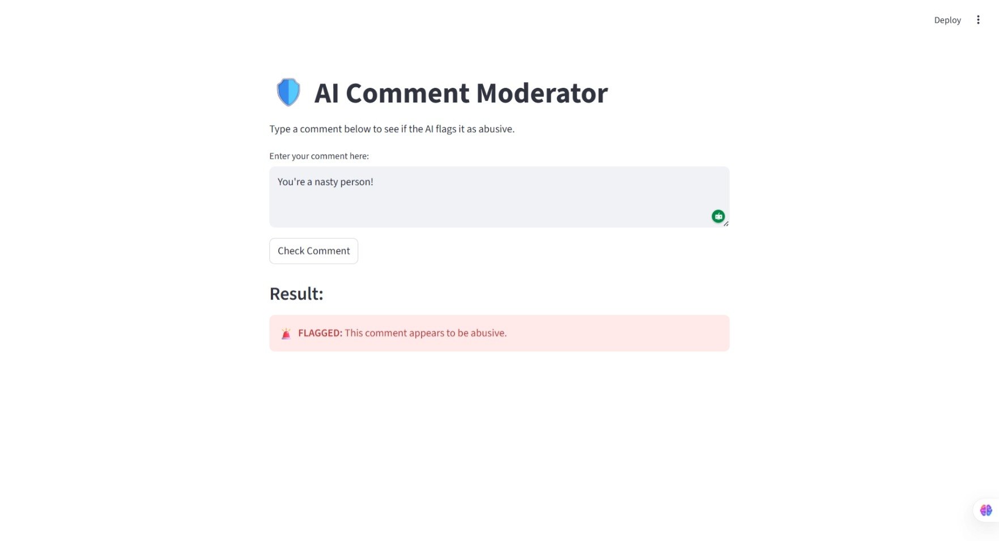 Deploy
AI Comment Moderator
Type a comment below to see if the AI flags it as abusive.
Enter your comment here:
You're a nasty person!
Check Comment
Result:
FLAGGED: This comment appears to be abusive.